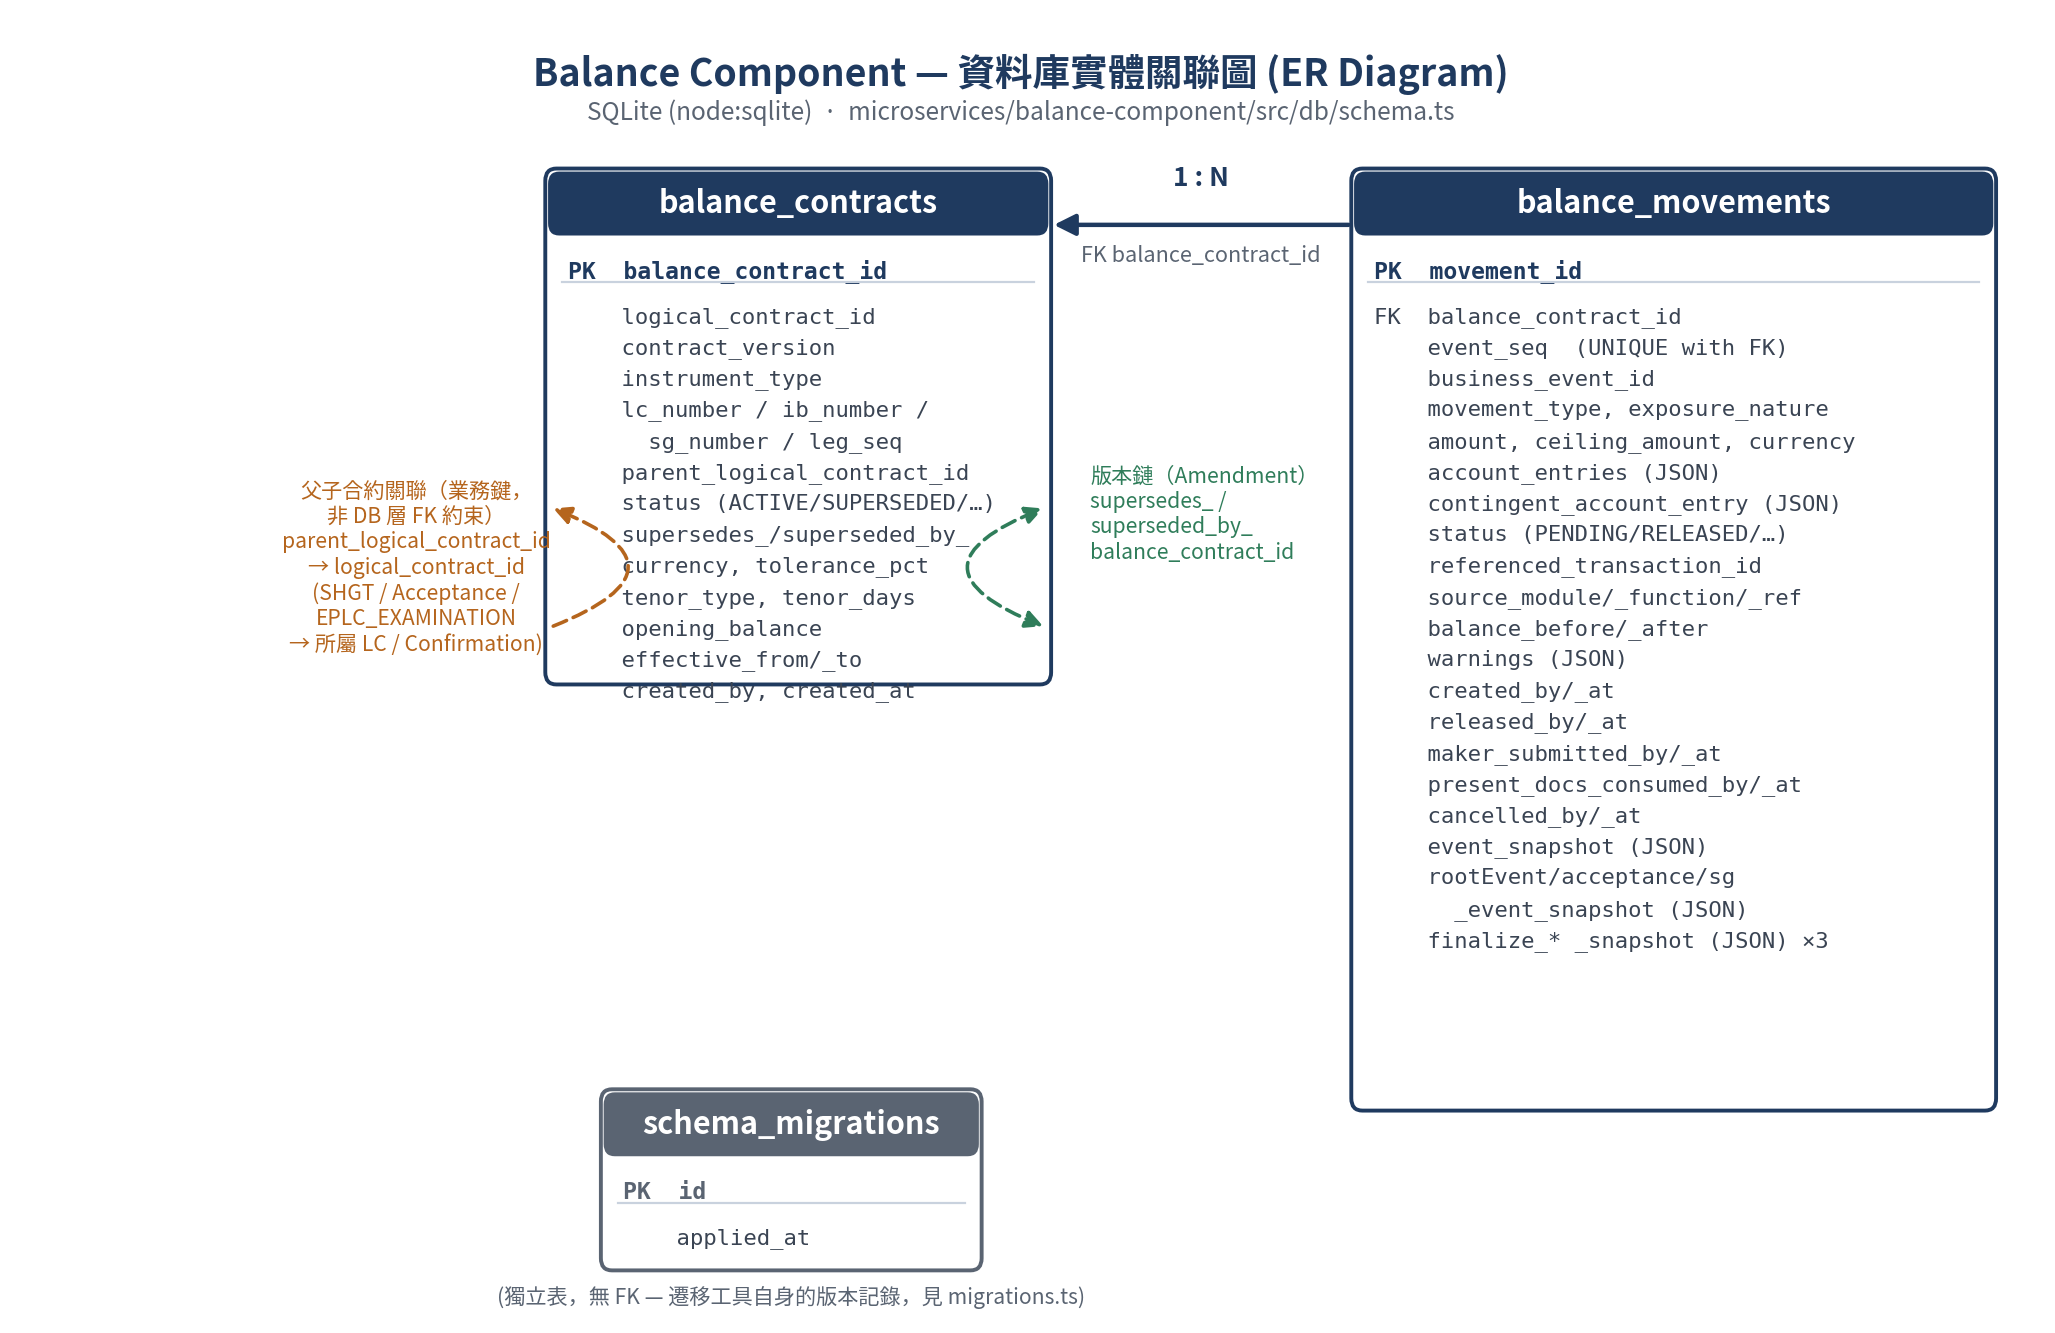 Balance Component — 資料庫實體關聯圖 (ER Diagram)
SQLite (node:sqlite) · microservices/balance-component/src/db/schema.ts
balance_contracts
PK balance_contract_id
logical_contract_id
contract_version
instrument_type
lc_number / ib_number /
sg_number / leg_seq
parent_logical_contract_id
status (ACTIVE/SUPERSEDED/…)
supersedes_/superseded_by_
currency, tolerance_pct
tenor_type, tenor_days
opening_balance
effective_from/_to
created_by, created_at
1 : N
FK balance_contract_id
balance_movements
PK movement_id
FK balance_contract_id
event_seq (UNIQUE with FK)
business_event_id
movement_type, exposure_nature
amount, ceiling_amount, currency
account_entries (JSON)
contingent_account_entry (JSON)
status (PENDING/RELEASED/…)
referenced_transaction_id
source_module/_function/_ref
balance_before/_after
warnings (JSON)
created_by/_at
released_by/_at
maker_submitted_by/_at
present_docs_consumed_by/_at
cancelled_by/_at
event_snapshot (JSON)
rootEvent/acceptance/sg
_event_snapshot (JSON)
finalize_* _snapshot (JSON) ×3
父子合約關聯（業務鍵，
非 DB 層 FK 約束）
parent_logical_contract_id
→ logical_contract_id
(SHGT / Acceptance /
EPLC_EXAMINATION
→ 所屬 LC / Confirmation)
版本鏈（Amendment）
supersedes_ /
superseded_by_
balance_contract_id
schema_migrations
PK id
applied_at
(獨立表，無 FK — 遷移工具自身的版本記錄，見 migrations.ts)